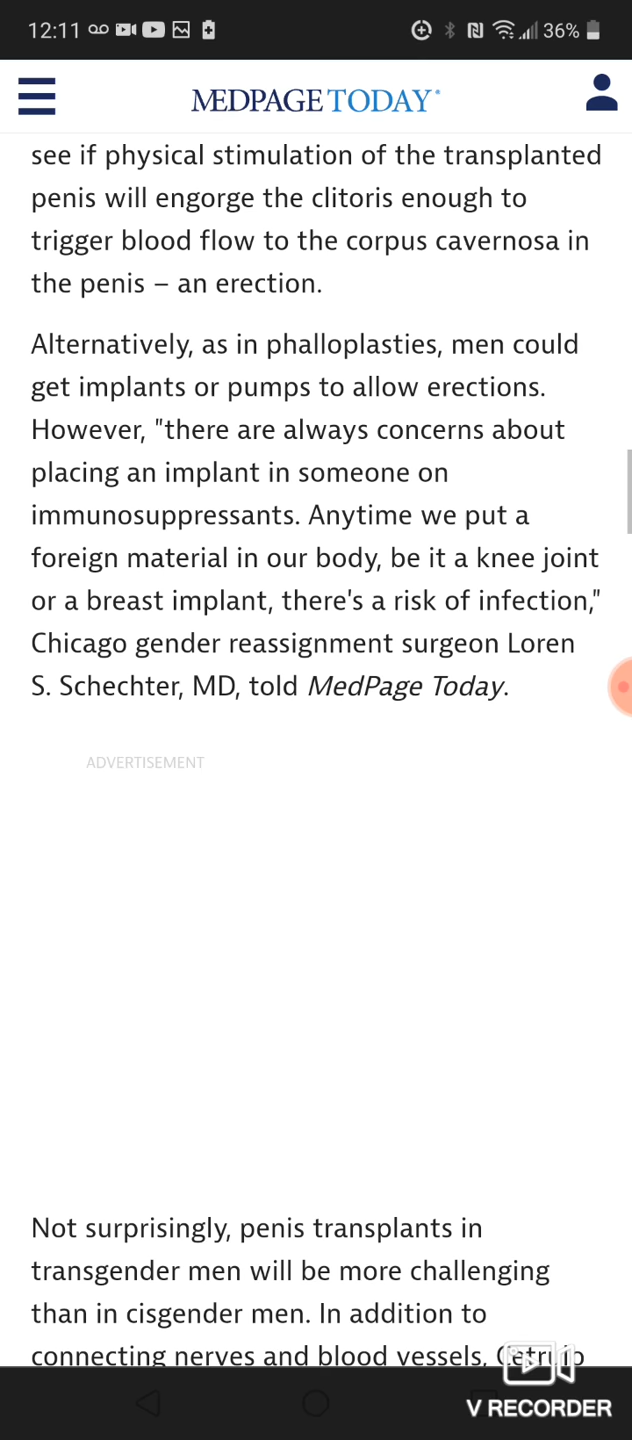 12:11
36%
MEDPAGE TODAY
see if physical stimulation of the transplanted
penis will engorge the clitoris enough to
trigger blood flow to the corpus cavernosa in
the penis – an erection.
Alternatively, as in phalloplasties, men could
get implants or pumps to allow erections.
However, "there are always concerns about
placing an implant in someone on
immunosuppressants. Anytime we put a
foreign material in our body, be it a knee joint
or a breast implant, there's a risk of infection,"
Chicago gender reassignment surgeon Loren
S. Schechter, MD, told MedPage Today.
ADVERTISEMENT
Not surprisingly, penis transplants in
transgender men will be more challenging
than in cisgender men. In addition to
connecting nerves and blood vessels,
V RECORDER